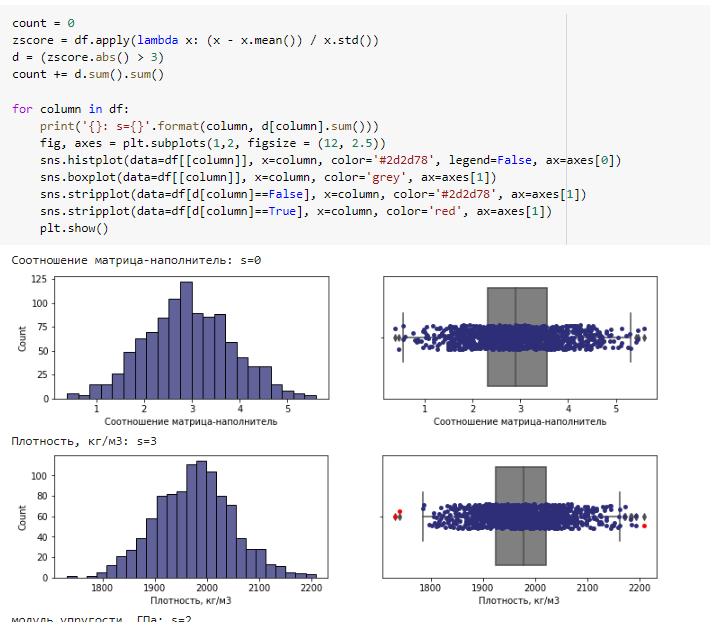 count = 0
zscore = df.apply(lambda x: (x - x.mean()) / x.std())
d = (zscore.abs() > 3)
count += d.sum().sum()
for column in df:
    print('{}: s={}'.format(column, d[column].sum()))
    fig, axes = plt.subplots(1,2, figsize = (12, 2.5))
    sns.histplot(data=df[[column]], x=column, color='#2d2d78', legend=False, ax=axes[0])
    sns.boxplot(data=df[[column]], x=column, color='grey', ax=axes[1])
    sns.stripplot(data=df[d[column]==False], x=column, color='#2d2d78', ax=axes[1])
    sns.stripplot(data=df[d[column]==True], x=column, color='red', ax=axes[1])
    plt.show()
Соотношение матрица-наполнитель: s=0
125
100
75
50
25
0
Count
1 2 3 4 5
Соотношение матрица-наполнитель
1 2 3 4 5
Соотношение матрица-наполнитель
Плотность, кг/м3: s=3
100
80
60
40
20
0
Count
1800 1900 2000 2100 2200
Плотность, кг/м3
1800 1900 2000 2100 2200
Плотность, кг/м3
модуль упругости, ГПа: s=2